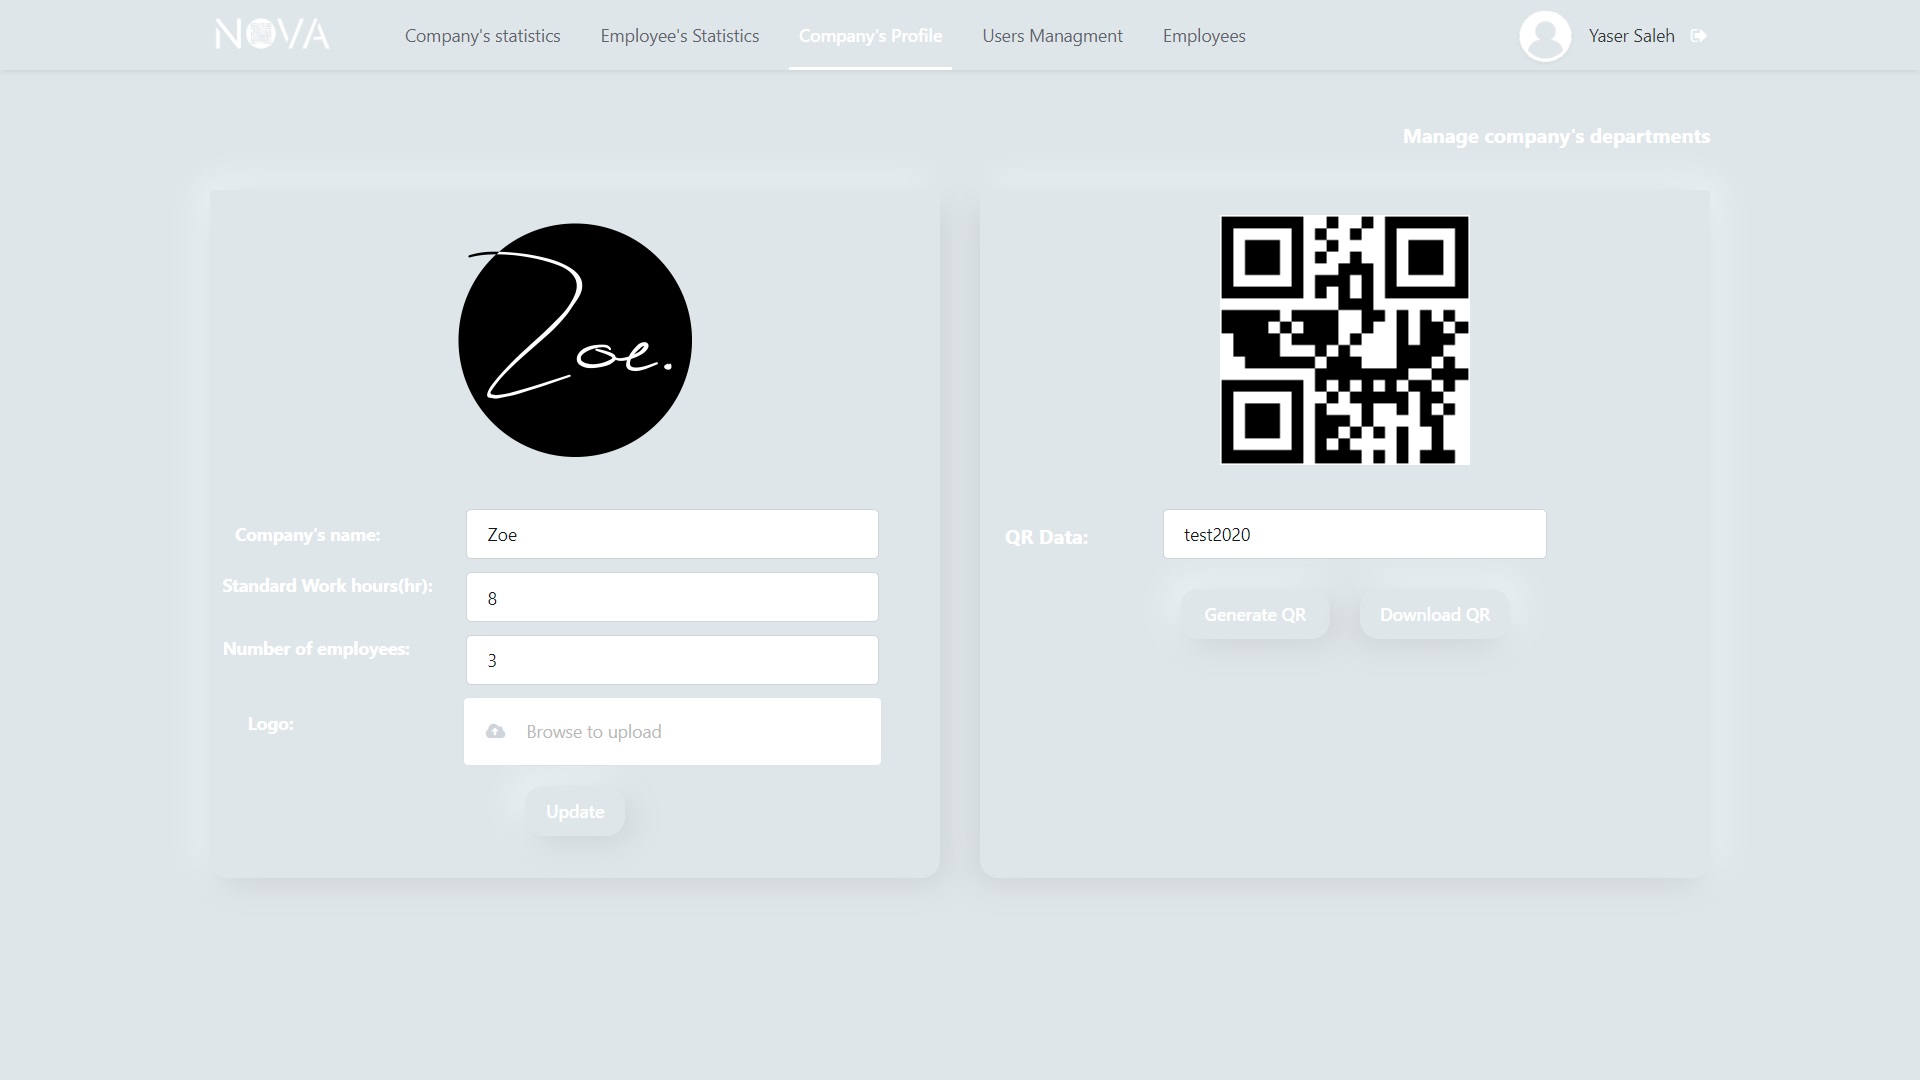 NOVA
Company's statistics
Employee's Statistics
Company's Profile
Users Managment
Employees
Yaser Saleh
Manage company's departments
Zoe.
Company's name:
Zoe
Standard Work hours(hr):
8
Number of employees:
3
Logo:
Browse to upload
Update
QR Data:
test2020
Generate QR
Download QR